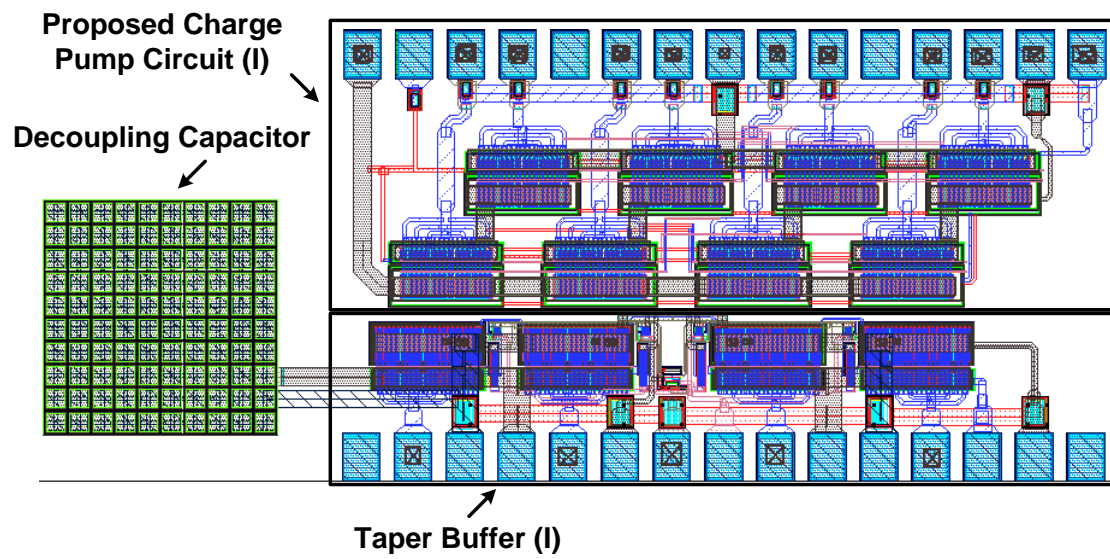 Proposed Charge
Pump Circuit (I)
Decoupling Capacitor
Taper Buffer (I)